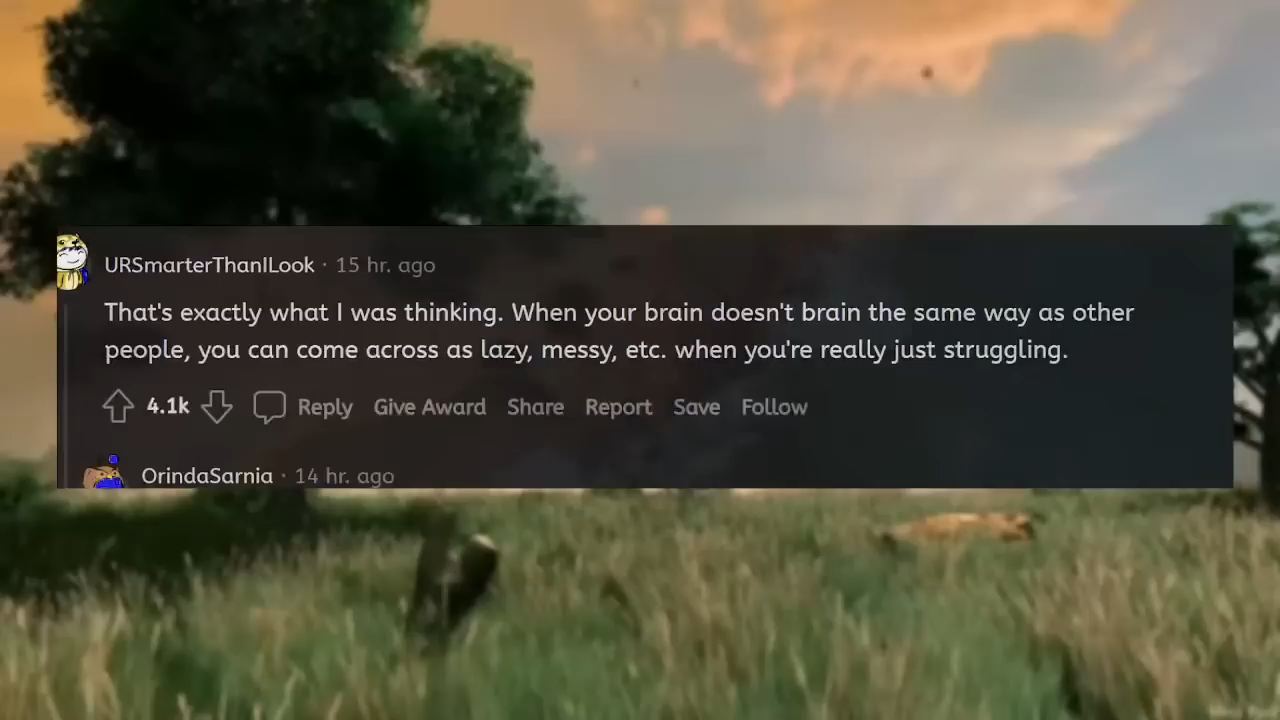 URSmarterThanILook · 15 hr. ago
That's exactly what I was thinking. When your brain doesn't brain the same way as other
people, you can come across as lazy, messy, etc. when you're really just struggling.
4.1k Reply Give Award Share Report Save Follow
OrindaSarnia · 14 hr. ago